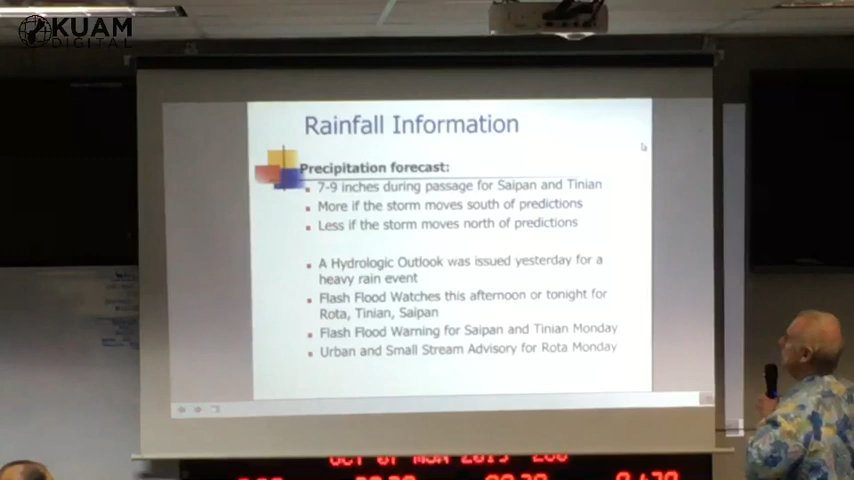 KUAM
DIGITAL
Rainfall Information
Precipitation forecast:
7-9 inches during passage for Saipan and Tinian
More if the storm moves south of predictions
Less if the storm moves north of predictions
A Hydrologic Outlook was issued yesterday for a
heavy rain event
Flash Flood Watches this afternoon or tonight for
Rota, Tinian, Saipan
Flash Flood Warning for Saipan and Tinian Monday
Urban and Small Stream Advisory for Rota Monday
OCT 07 MON 2019 280